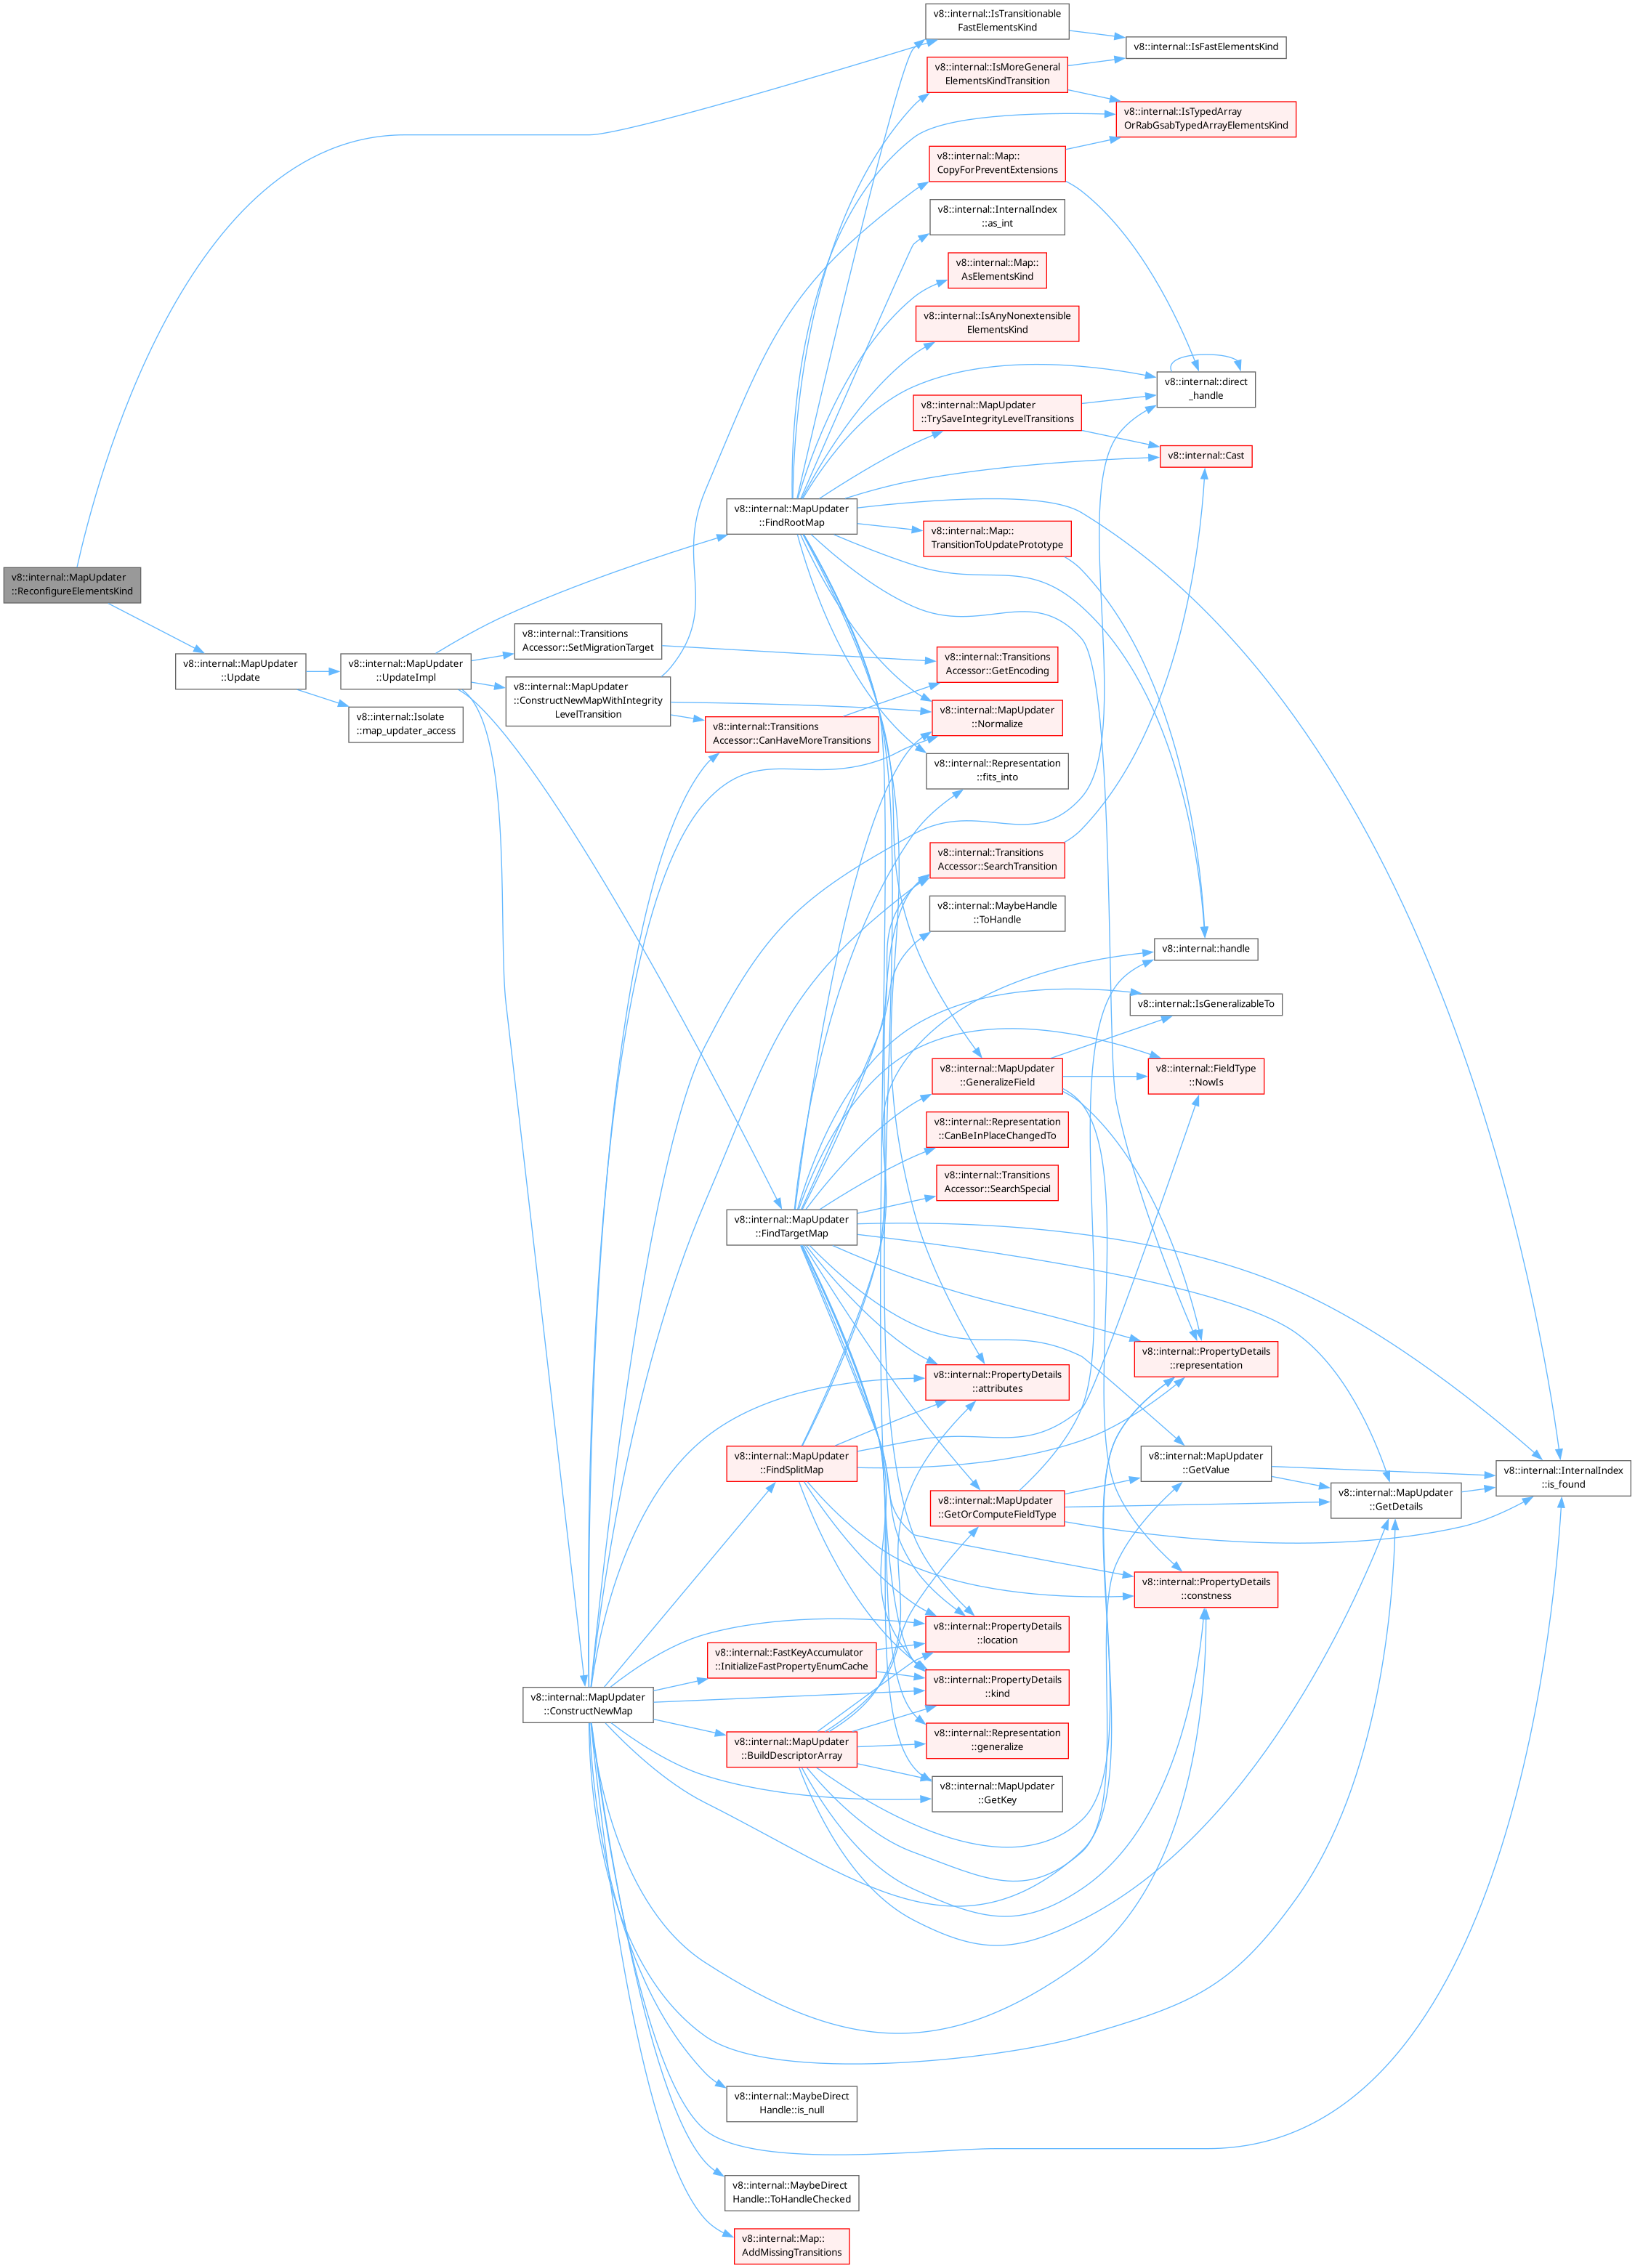 v8::internal::IsTransitionable
FastElementsKind
v8::internal::IsFastElementsKind
v8::internal::IsMoreGeneral
ElementsKindTransition
v8::internal::IsTypedArray
OrRabGsabTypedArrayElementsKind
v8::internal::Map::
CopyForPreventExtensions
v8::internal::InternalIndex
::as_int
v8::internal::Map::
AsElementsKind
v8::internal::IsAnyNonextensible
ElementsKind
v8::internal::direct
_handle
v8::internal::MapUpdater
::TrySaveIntegrityLevelTransitions
v8::internal::Cast
v8::internal::MapUpdater
::FindRootMap
v8::internal::Map::
TransitionToUpdatePrototype
v8::internal::MapUpdater
::ReconfigureElementsKind
v8::internal::MapUpdater
::Update
v8::internal::MapUpdater
::UpdateImpl
v8::internal::Transitions
Accessor::SetMigrationTarget
v8::internal::Transitions
Accessor::GetEncoding
v8::internal::MapUpdater
::ConstructNewMapWithIntegrity
LevelTransition
v8::internal::Isolate
::map_updater_access
v8::internal::Transitions
Accessor::CanHaveMoreTransitions
v8::internal::MapUpdater
::Normalize
v8::internal::Representation
::fits_into
v8::internal::Transitions
Accessor::SearchTransition
v8::internal::MaybeHandle
::ToHandle
v8::internal::handle
v8::internal::IsGeneralizableTo
v8::internal::MapUpdater
::GeneralizeField
v8::internal::FieldType
::NowIs
v8::internal::Representation
::CanBeInPlaceChangedTo
v8::internal::Transitions
Accessor::SearchSpecial
v8::internal::MapUpdater
::FindTargetMap
v8::internal::PropertyDetails
::representation
v8::internal::PropertyDetails
::attributes
v8::internal::MapUpdater
::FindSplitMap
v8::internal::MapUpdater
::GetValue
v8::internal::InternalIndex
::is_found
v8::internal::MapUpdater
::GetOrComputeFieldType
v8::internal::MapUpdater
::GetDetails
v8::internal::PropertyDetails
::constness
v8::internal::PropertyDetails
::location
v8::internal::FastKeyAccumulator
::InitializeFastPropertyEnumCache
v8::internal::PropertyDetails
::kind
v8::internal::MapUpdater
::ConstructNewMap
v8::internal::MapUpdater
::BuildDescriptorArray
v8::internal::Representation
::generalize
v8::internal::MapUpdater
::GetKey
v8::internal::MaybeDirect
Handle::is_null
v8::internal::MaybeDirect
Handle::ToHandleChecked
v8::internal::Map::
AddMissingTransitions